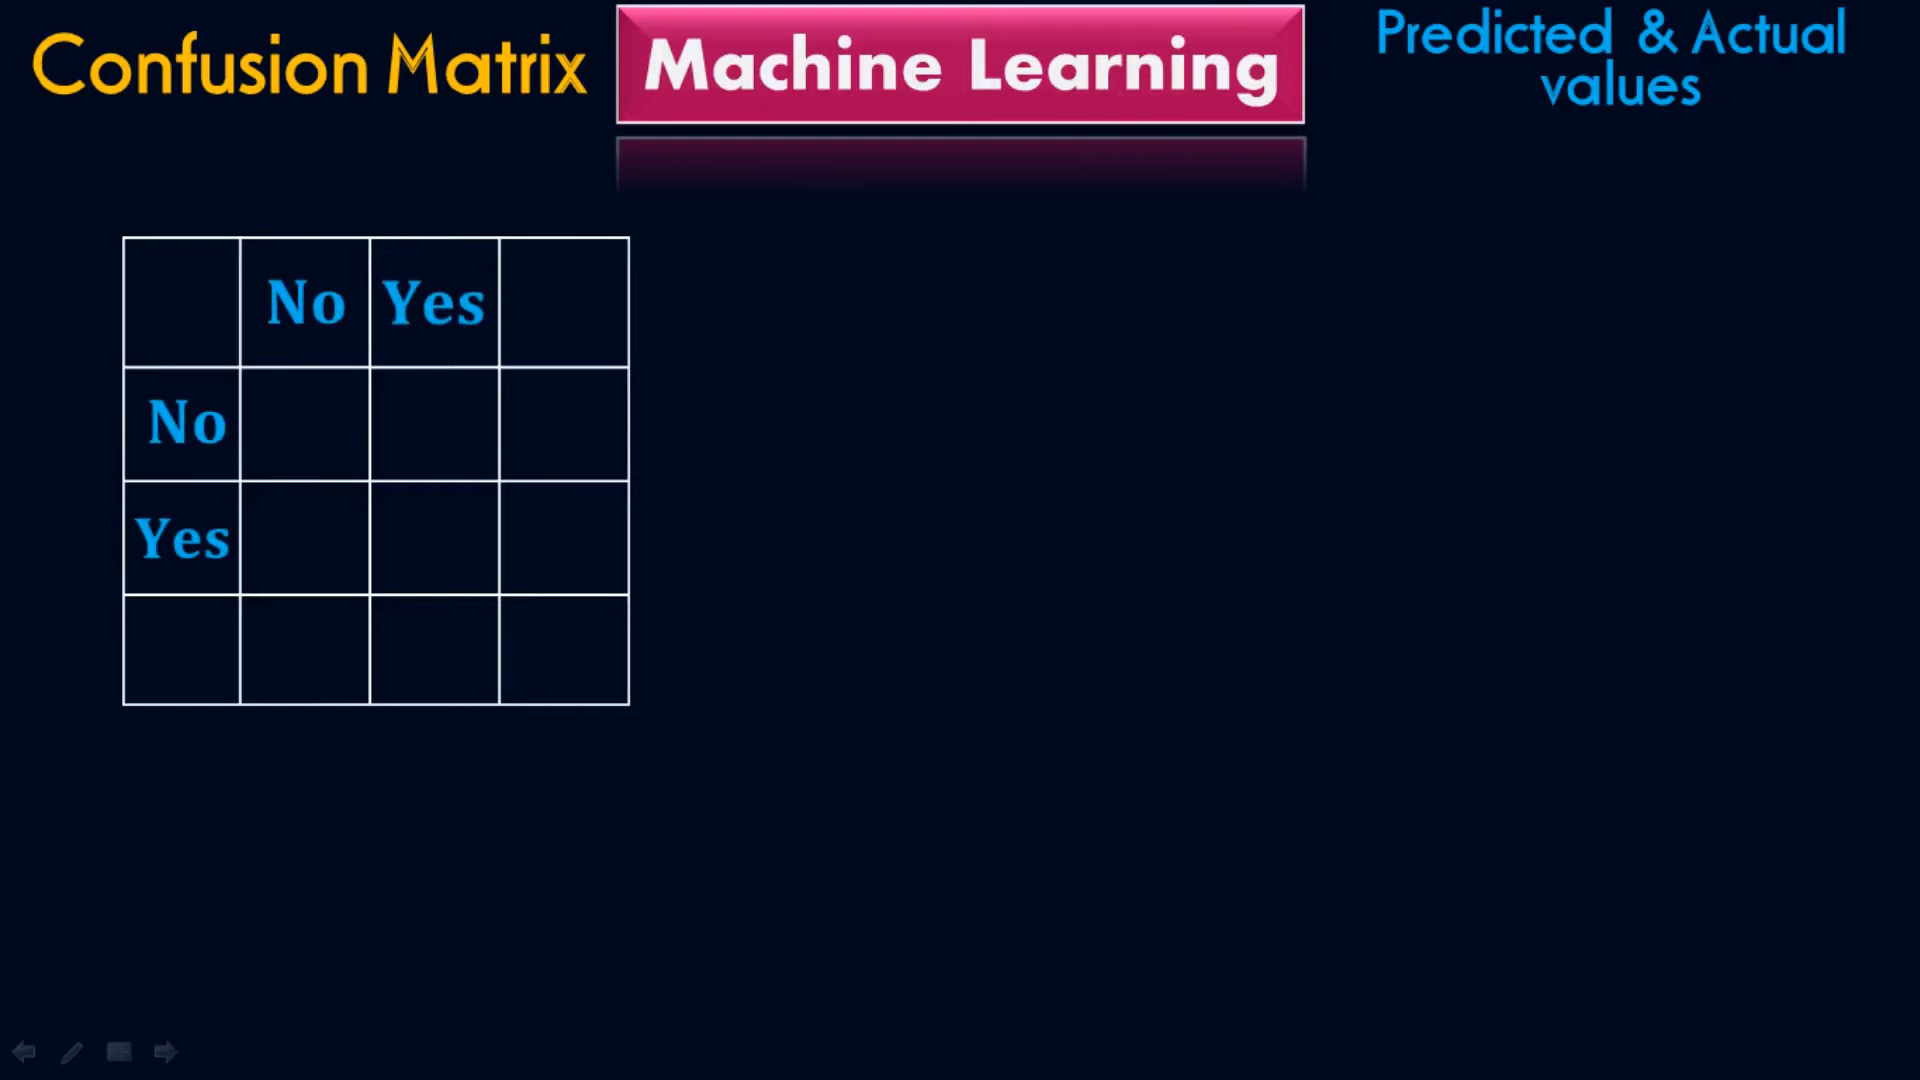 Confusion Matrix
Machine Learning
Predicted & Actual
values
No Yes
No
Yes